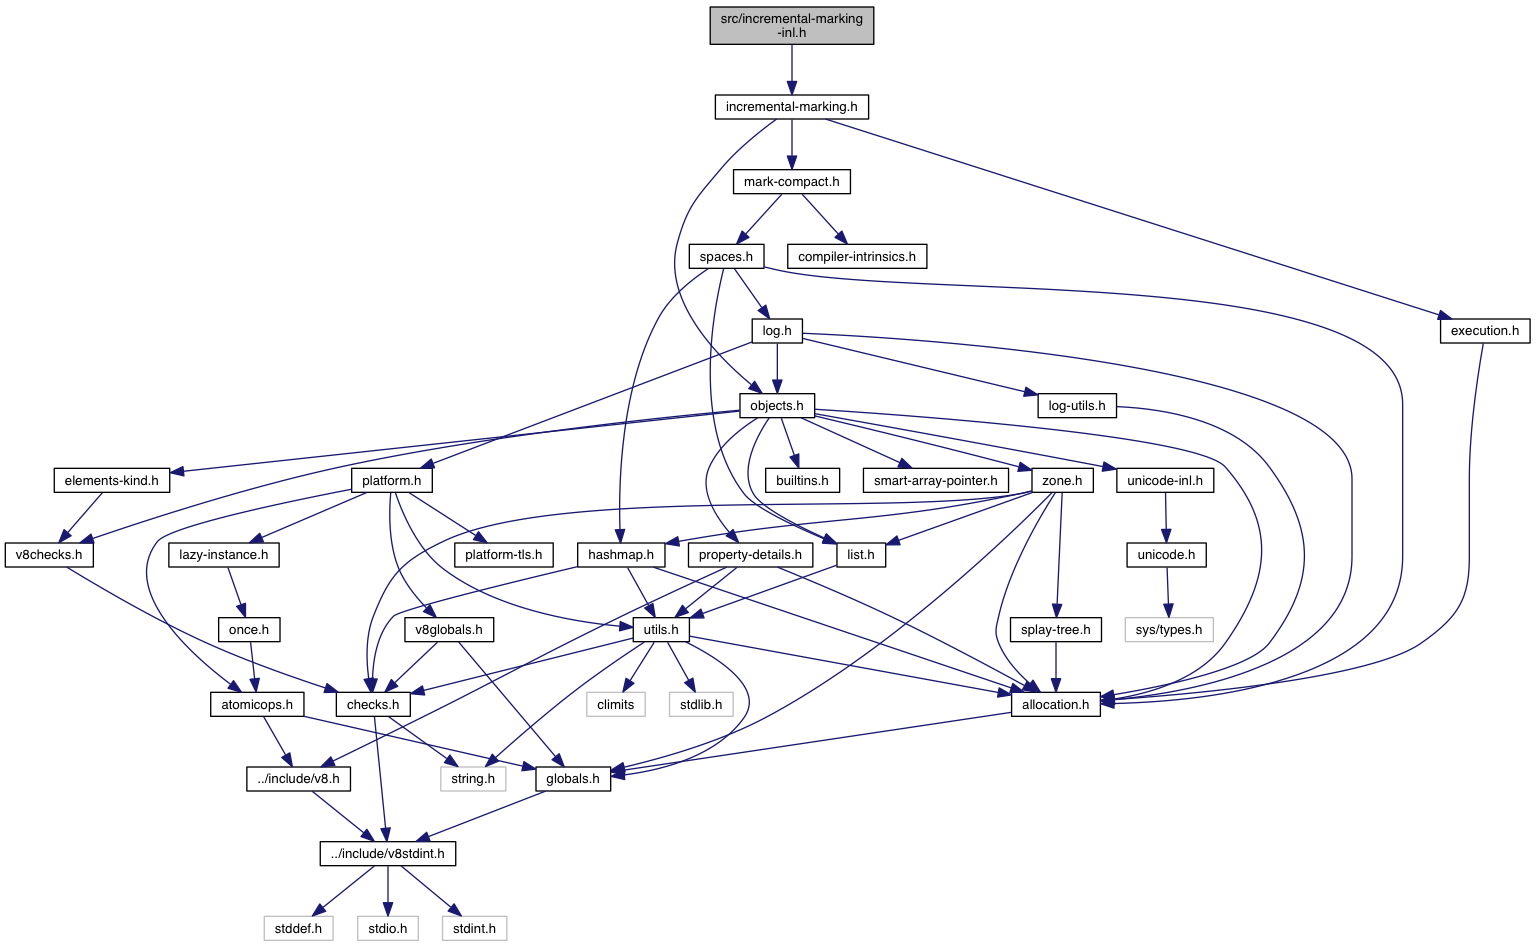 src/incremental-marking
-inl.h
incremental-marking.h
mark-compact.h
spaces.h
compiler-intrinsics.h
log.h
execution.h
objects.h
log-utils.h
elements-kind.h
platform.h
builtins.h
smart-array-pointer.h
zone.h
unicode-inl.h
v8checks.h
lazy-instance.h
platform-tls.h
hashmap.h
property-details.h
list.h
unicode.h
once.h
v8globals.h
utils.h
splay-tree.h
sys/types.h
atomicops.h
checks.h
climits
stdlib.h
allocation.h
../include/v8.h
string.h
globals.h
../include/v8stdint.h
stddef.h
stdio.h
stdint.h